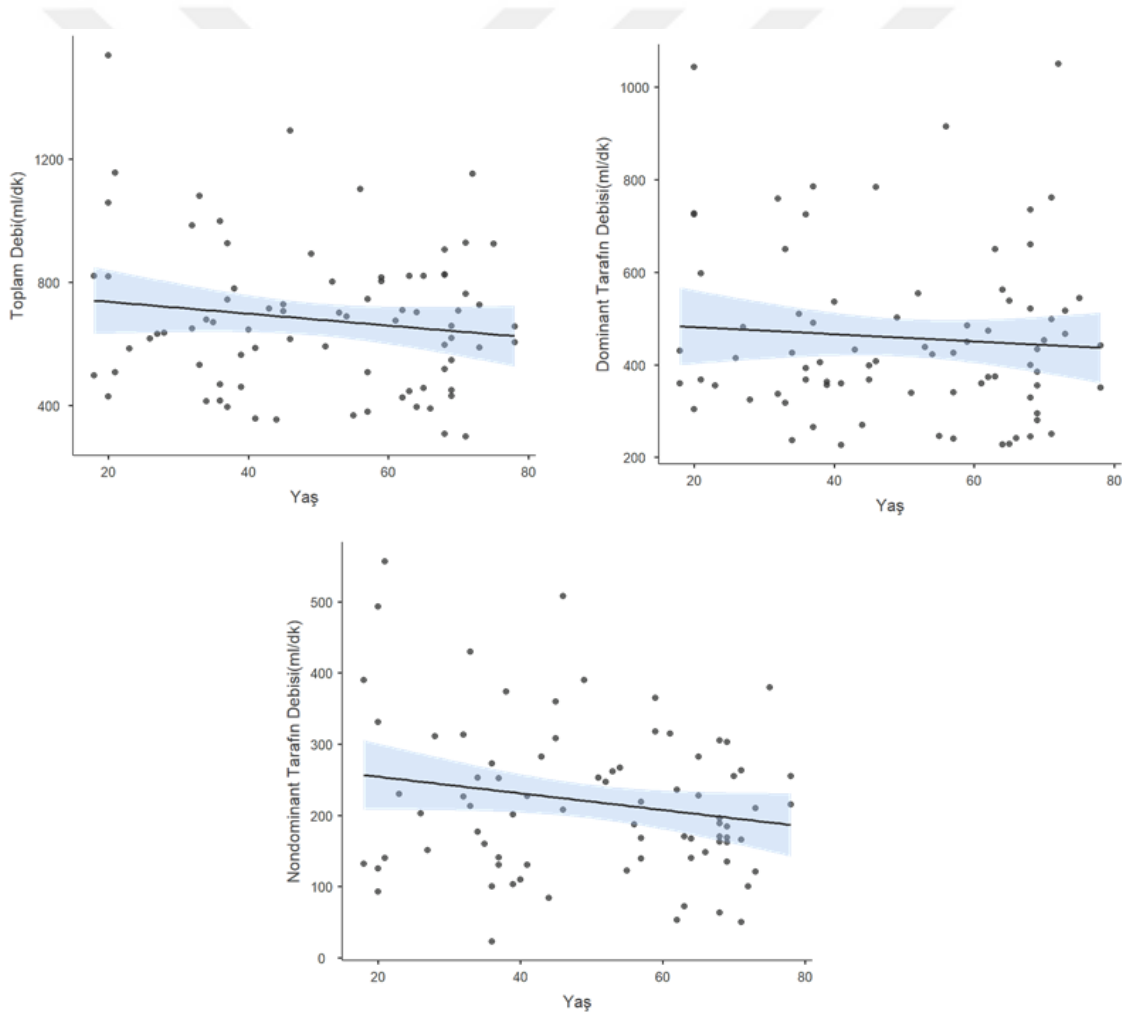 Toplam Debi(ml/dk)
1200
800
400
20 40 60 80
Yaş
Dominant Tarafın Debisi(ml/dk)
1000
800
600
400
200
20 40 60 80
Yaş
Nondominant Tarafın Debisi(ml/dk)
500
400
300
200
100
0
20 40 60 80
Yaş